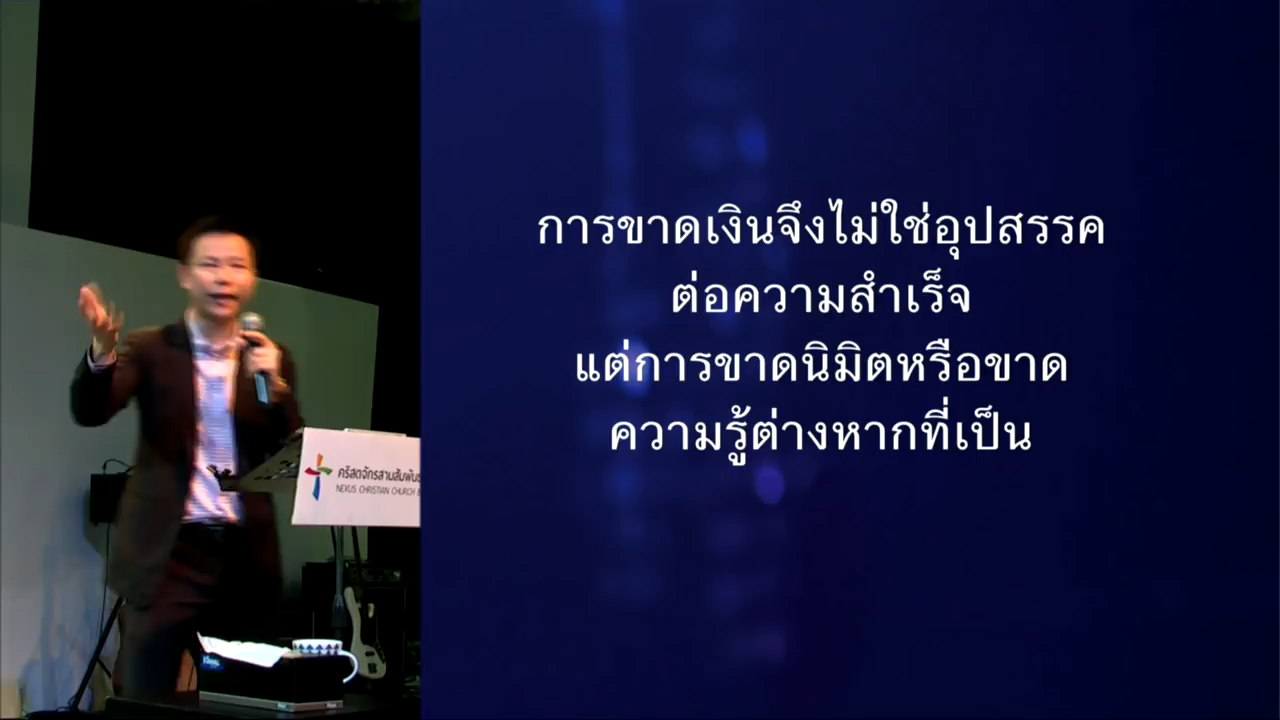 การขาดเงินจึงไม่ใช่อุปสรรค
ต่อความสำเร็จ
แต่การขาดนิมิตหรือขาด
ความรู้ต่างหากที่เป็น
คริสตจักรสามสัมพันธ์
NEXUS CHRISTIAN CHURCH